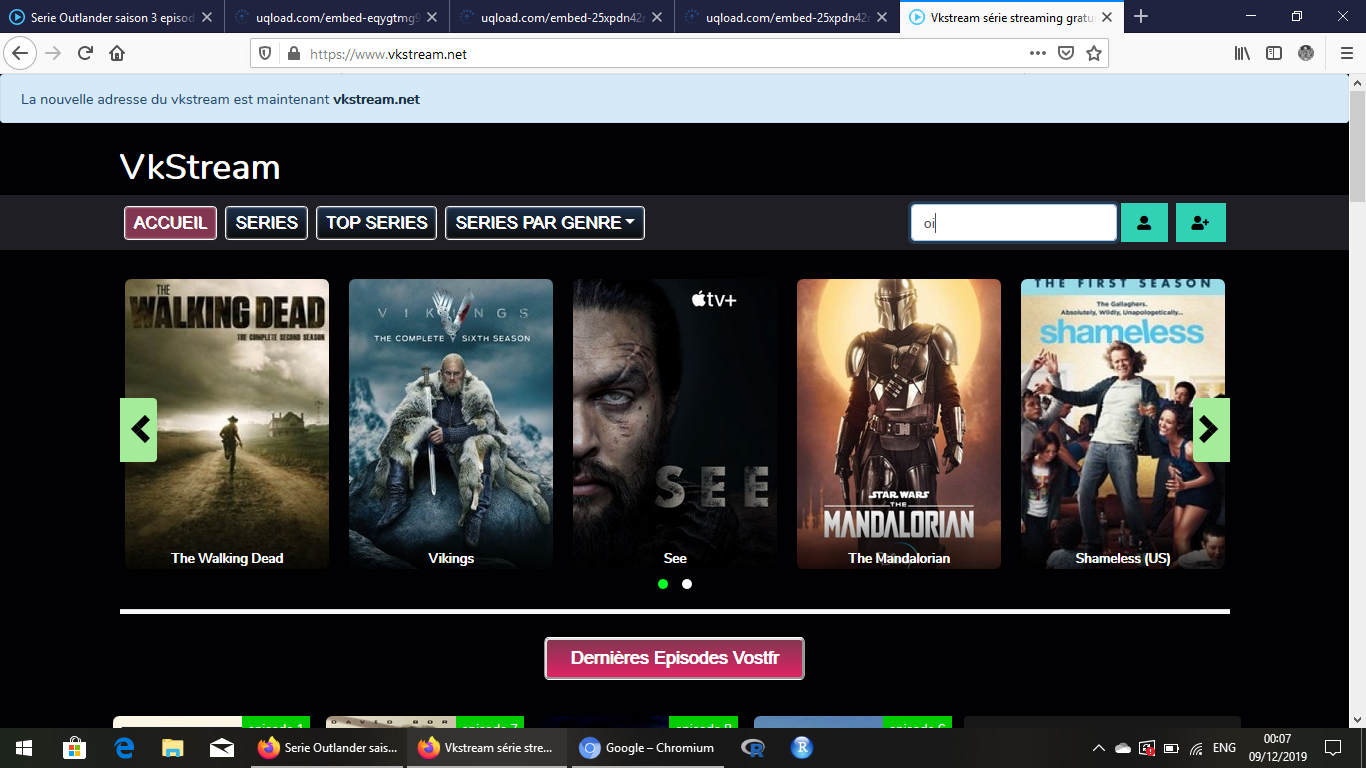 Serie Outlander saison 3 episod
uqload.com/embed-eqygtmg9
uqload.com/embed-25xpdn42
uqload.com/embed-25xpdn42
Vkstream série streaming gratu
https://www.vkstream.net
La nouvelle adresse du vkstream est maintenant vkstream.net
VkStream
ACCUEIL
SERIES
TOP SERIES
SERIES PAR GENRE
oi
THE
WALKING DEAD
THE COMPLETE SECOND SEASON
The Walking Dead
VIKINGS
THE COMPLETE SIXTH SEASON
Vikings
tv+
SEE
See
STAR WARS
THE
MANDALORIAN
The Mandalorian
THE FIRST SEASON
The Gallaghers.
Absolutely, Wildly, Unapologetically...
shameless
Shameless (US)
Dernières Episodes Vostfr
episode 1
DAVID BOR
episode 7
episode 8
episode 6
Serie Outlander sais...
Vkstream série stre...
Google – Chromium
ENG
00:07
09/12/2019